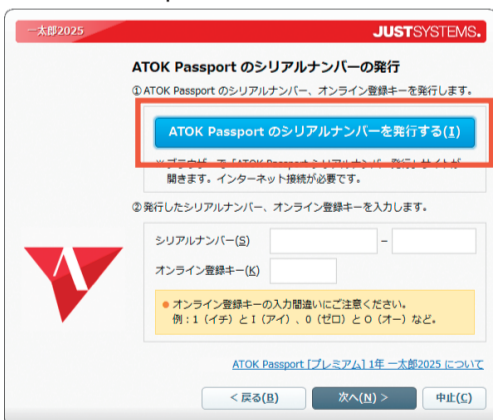 一太郎2025
JUSTSYSTEMS.
ATOK Passport のシリアルナンバーの発行
①ATOK Passport のシリアルナンバー、オンライン登録キーを発行します。
ATOK Passport のシリアルナンバーを発行する(I)
開きます。インターネット接続が必要です。
②発行したシリアルナンバー、オンライン登録キーを入力します。
シリアルナンバー(S)
–
オンライン登録キー(K)
● オンライン登録キーの入力間違いにご注意ください。
例：1（イチ）と I（アイ）、0（ゼロ）と O（オー）など。
ATOK Passport [プレミアム] 1年 一太郎2025 について
< 戻る(B)
次へ(N) >
中止(C)